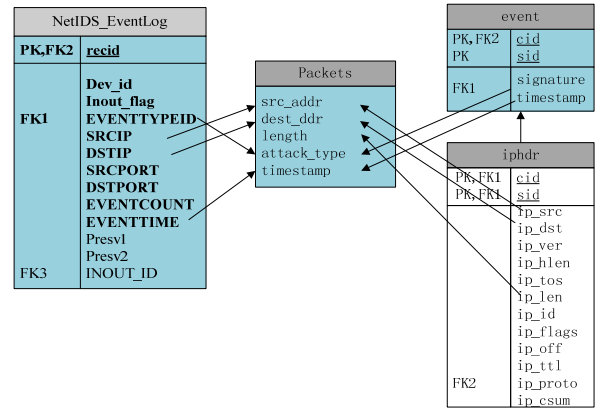 NetIDS_EventLog
PK,FK2 recid
Dev_id
Inout_flag
FK1 EVENTTYPEID
SRCIP
DSTIP
SRCPORT
DSTPORT
EVENTCOUNT
EVENTTIME
Presv1
Presv2
FK3 INOUT_ID
Packets
src_addr
dest_ddr
length
attack_type
timestamp
event
PK,FK2 cid
PK sid
FK1 signature
timestamp
iphdr
PK,FK1 cid
PK,FK1 sid
ip_src
ip_dst
ip_ver
ip_hlen
ip_tos
ip_len
ip_id
ip_flags
ip_off
ip_ttl
FK2 ip_proto
ip_csum